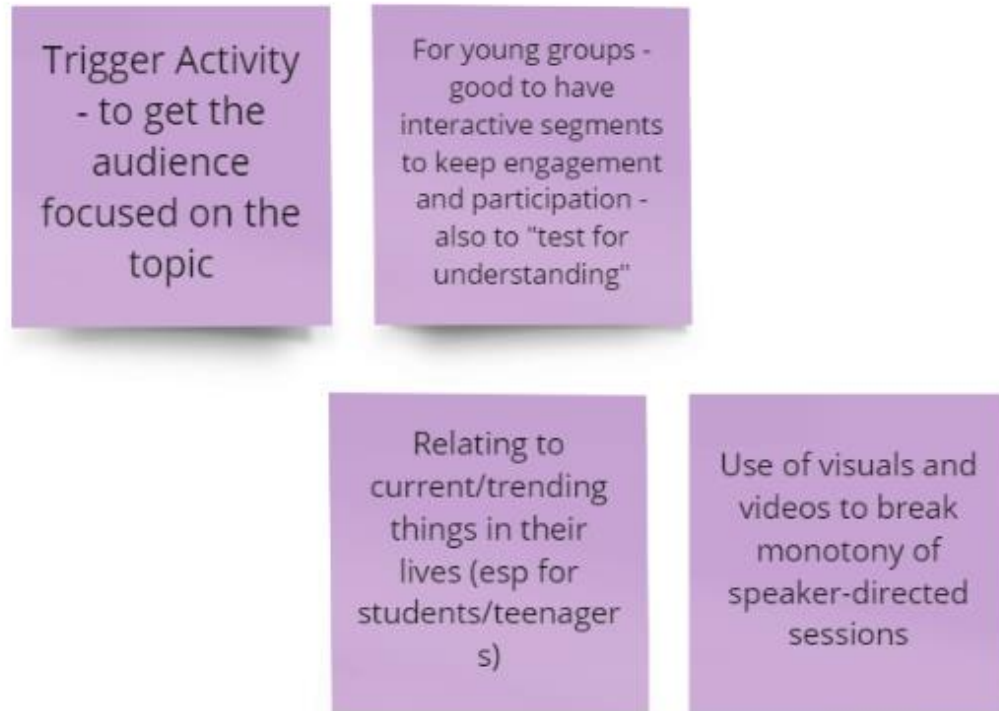 Trigger Activity
- to get the
audience
focused on the
topic
For young groups -
good to have
interactive segments
to keep engagement
and participation -
also to "test for
understanding"
Relating to
current/trending
things in their
lives (esp for
students/teenager
s)
Use of visuals and
videos to break
monotony of
speaker-directed
sessions